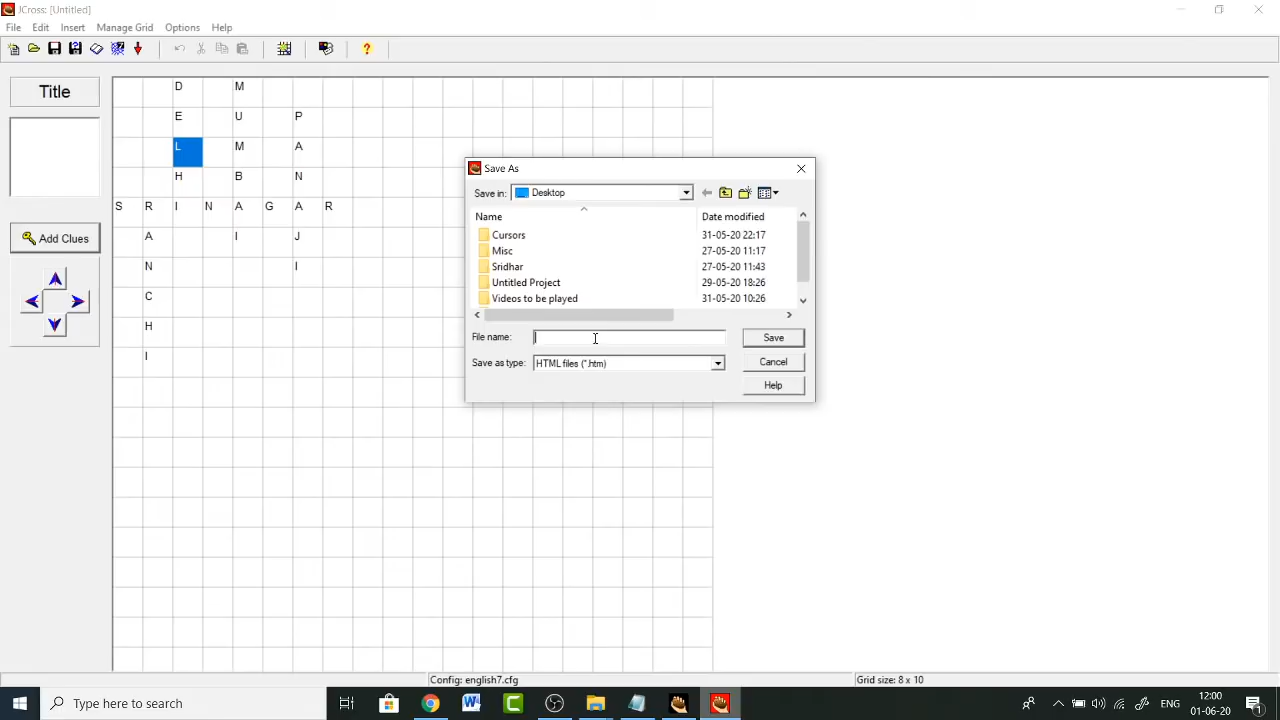 JCross: [Untitled]
File Edit Insert Manage Grid Options Help
Title
Add Clues
D M
E U P
L M A
H B N
S R I N A G A R
A I J
N I
C
H
I
Save As
Save in: Desktop
Name Date modified
Cursors 31-05-20 22:17
Misc 27-05-20 11:17
Sridhar 27-05-20 11:43
Untitled Project 29-05-20 18:26
Videos to be played 31-05-20 10:26
File name: Save
Save as type: HTML files (*.htm) Cancel
Help
Config: english7.cfg Grid size: 8 x 10
Type here to search
ENG
12:00
01-06-20
1